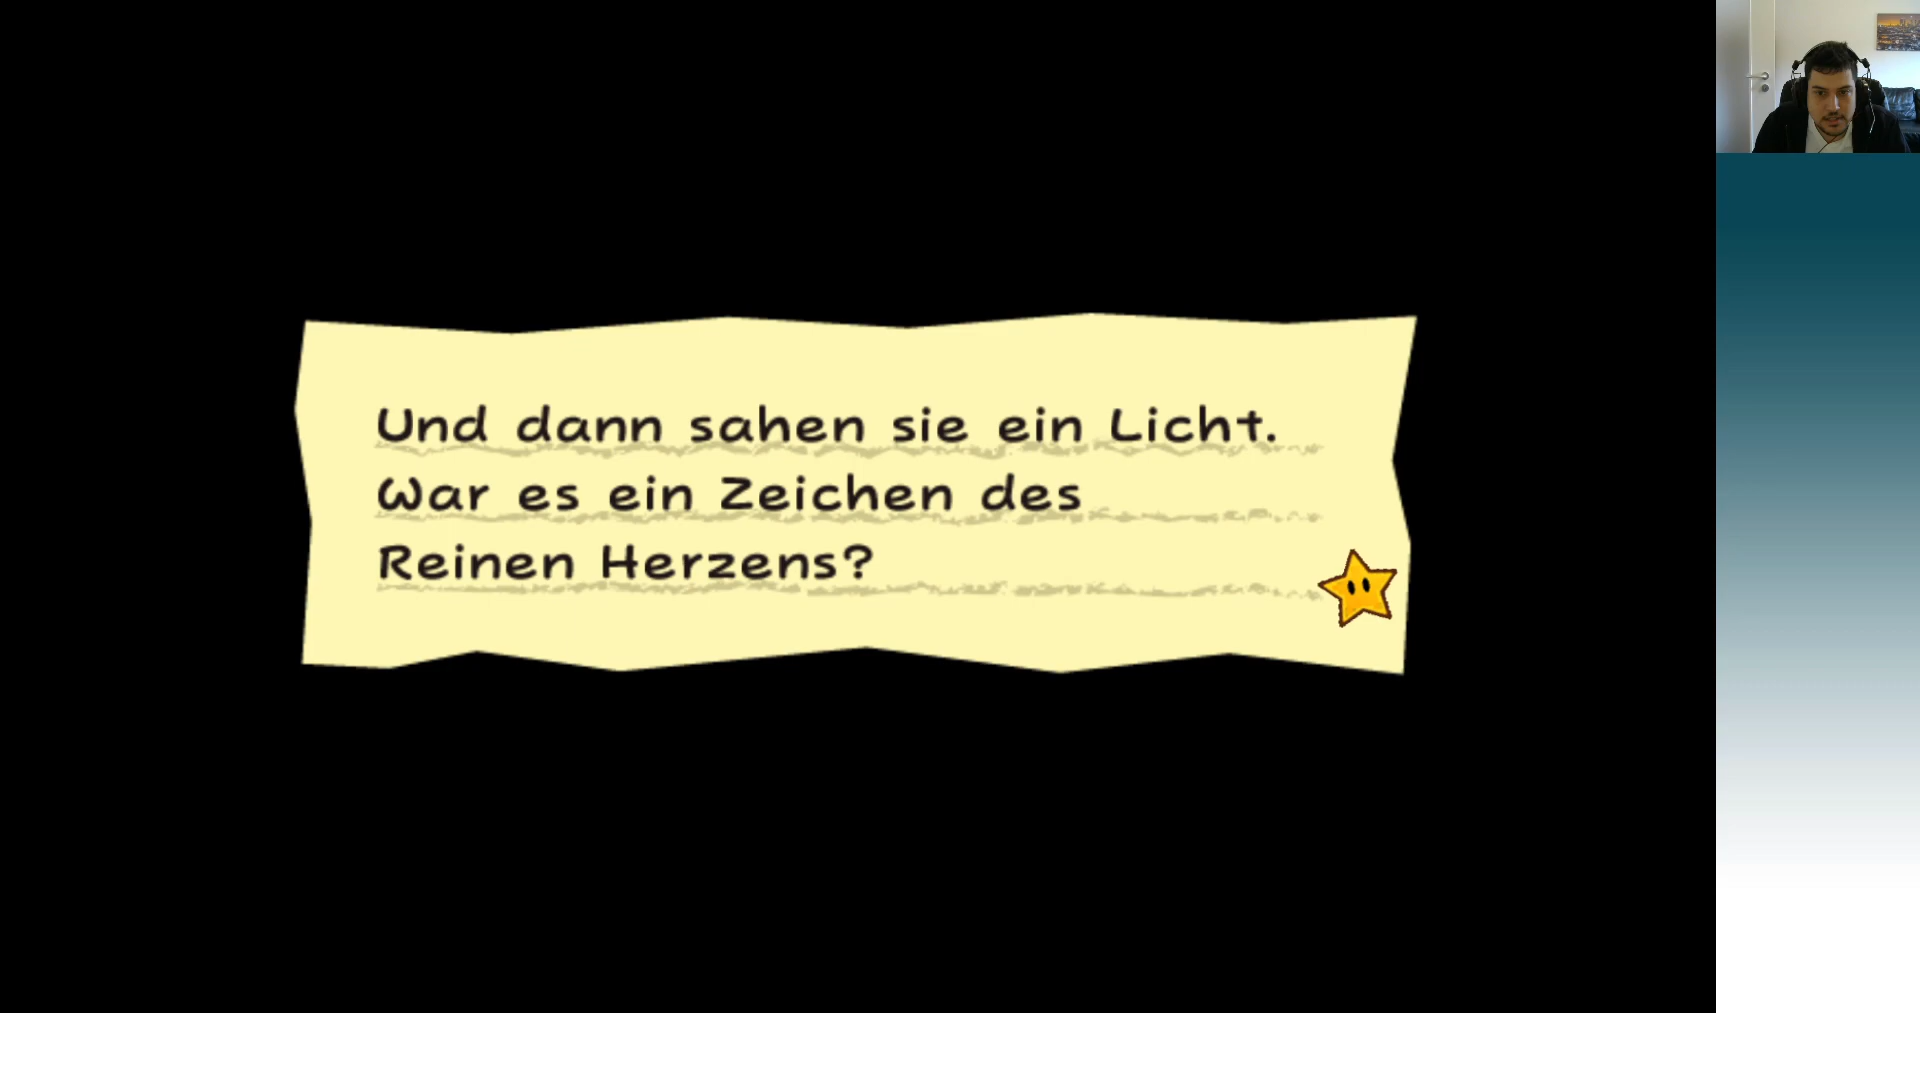 Und dann sahen sie ein Licht.
War es ein Zeichen des
Reinen Herzens?